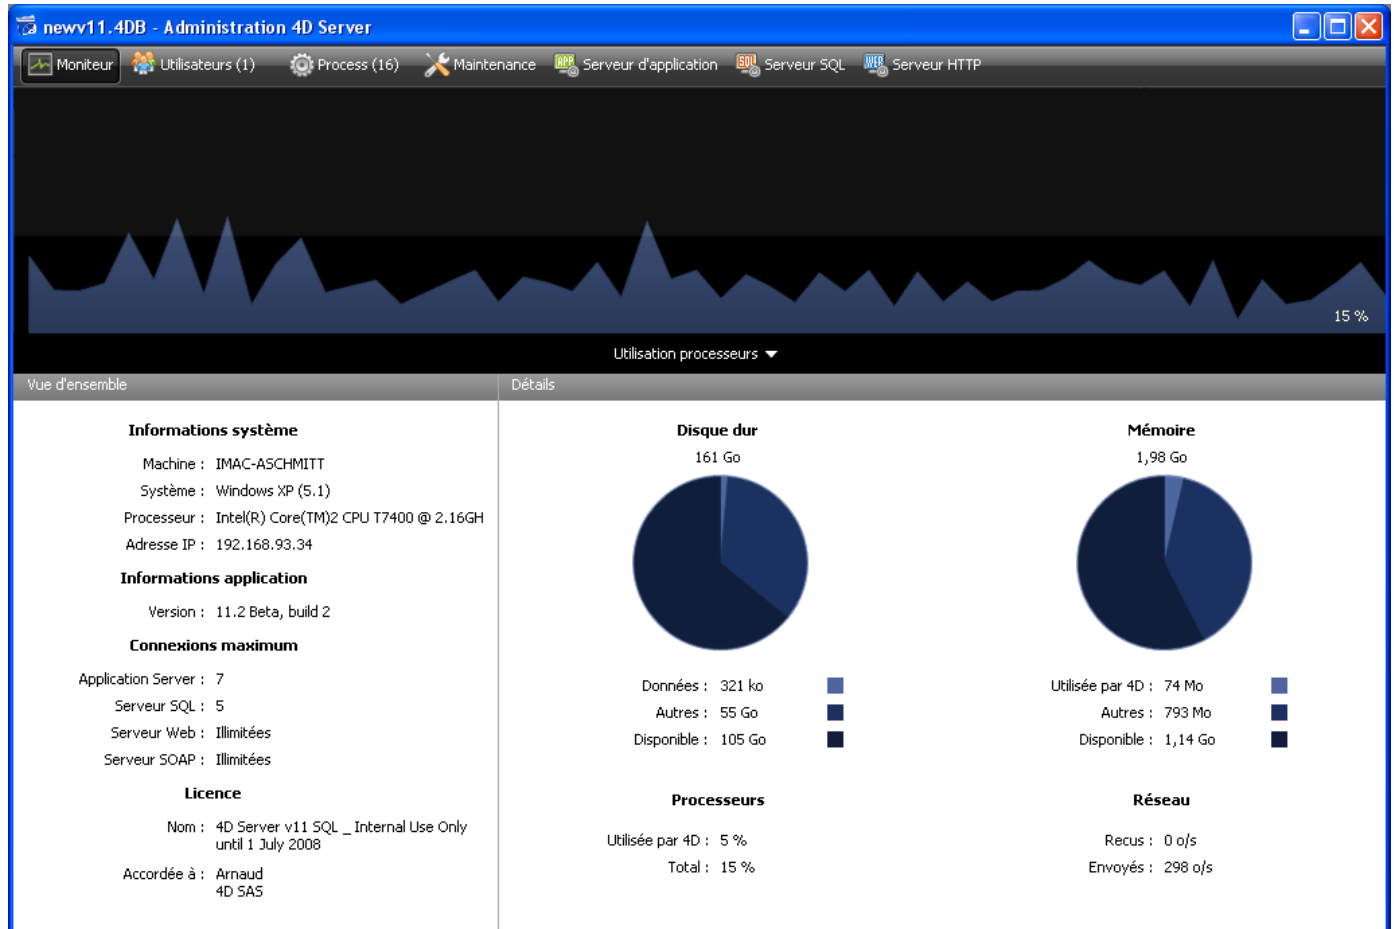 newv11.4DB - Administration 4D Server
Moniteur Utilisateurs (1) Process (16) Maintenance Serveur d'application Serveur SQL Serveur HTTP
15 %
Utilisation processeurs
Vue d'ensemble
Détails
Informations système
Machine : IMAC-ASCHMITT
Système : Windows XP (5.1)
Processeur : Intel(R) Core(TM)2 CPU T7400 @ 2.16GH
Adresse IP : 192.168.93.34
Informations application
Version : 11.2 Beta, build 2
Connexions maximum
Application Server : 7
Serveur SQL : 5
Serveur Web : Illimitées
Serveur SOAP : Illimitées
Licence
Nom : 4D Server v11 SQL _ Internal Use Only
until 1 July 2008
Accordée à : Arnaud
4D SAS
Disque dur
161 Go
Données : 321 ko
Autres : 55 Go
Disponible : 105 Go
Mémoire
1,98 Go
Utilisée par 4D : 74 Mo
Autres : 793 Mo
Disponible : 1,14 Go
Processeurs
Utilisée par 4D : 5 %
Total : 15 %
Réseau
Recus : 0 o/s
Envoyés : 298 o/s